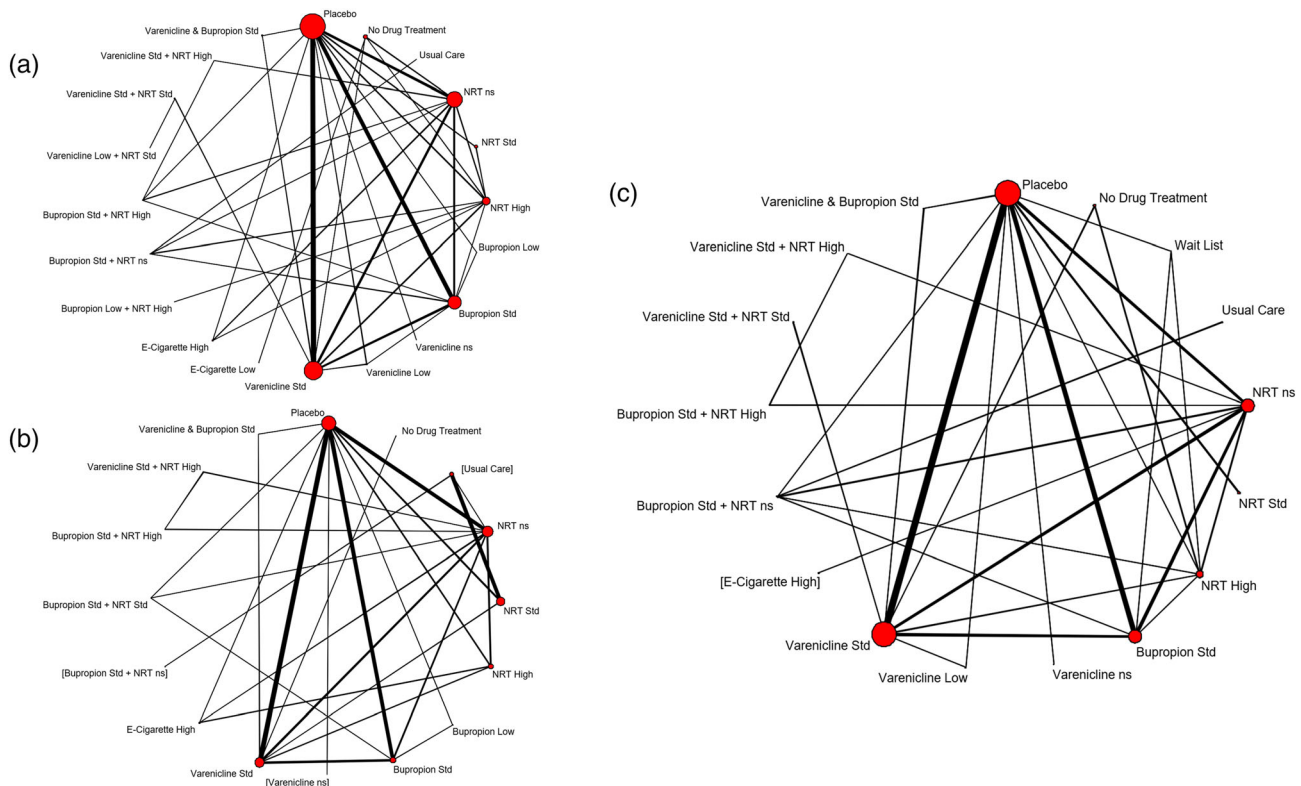 (a)
Placebo
Varenicline & Bupropion Std
No Drug Treatment
Varenicline Std + NRT High
Usual Care
Varenicline Std + NRT Std
NRT ns
NRT Std
Varenicline Low + NRT Std
NRT High
Bupropion Std + NRT High
Bupropion Low
Bupropion Std + NRT ns
Bupropion Std
Bupropion Low + NRT High
E-Cigarette High
Varenicline ns
E-Cigarette Low
Varenicline Low
Varenicline Std
(b)
Placebo
Varenicline & Bupropion Std
No Drug Treatment
Varenicline Std + NRT High
[Usual Care]
Bupropion Std + NRT High
NRT ns
Bupropion Std + NRT Std
NRT Std
[Bupropion Std + NRT ns]
NRT High
E-Cigarette High
Bupropion Low
Varenicline Std
[Varenicline ns]
Bupropion Std
(c)
Placebo
Varenicline & Bupropion Std
No Drug Treatment
Varenicline Std + NRT High
Wait List
Varenicline Std + NRT Std
Usual Care
Bupropion Std + NRT High
NRT ns
Bupropion Std + NRT ns
NRT Std
[E-Cigarette High]
NRT High
Varenicline Std
Bupropion Std
Varenicline Low
Varenicline ns